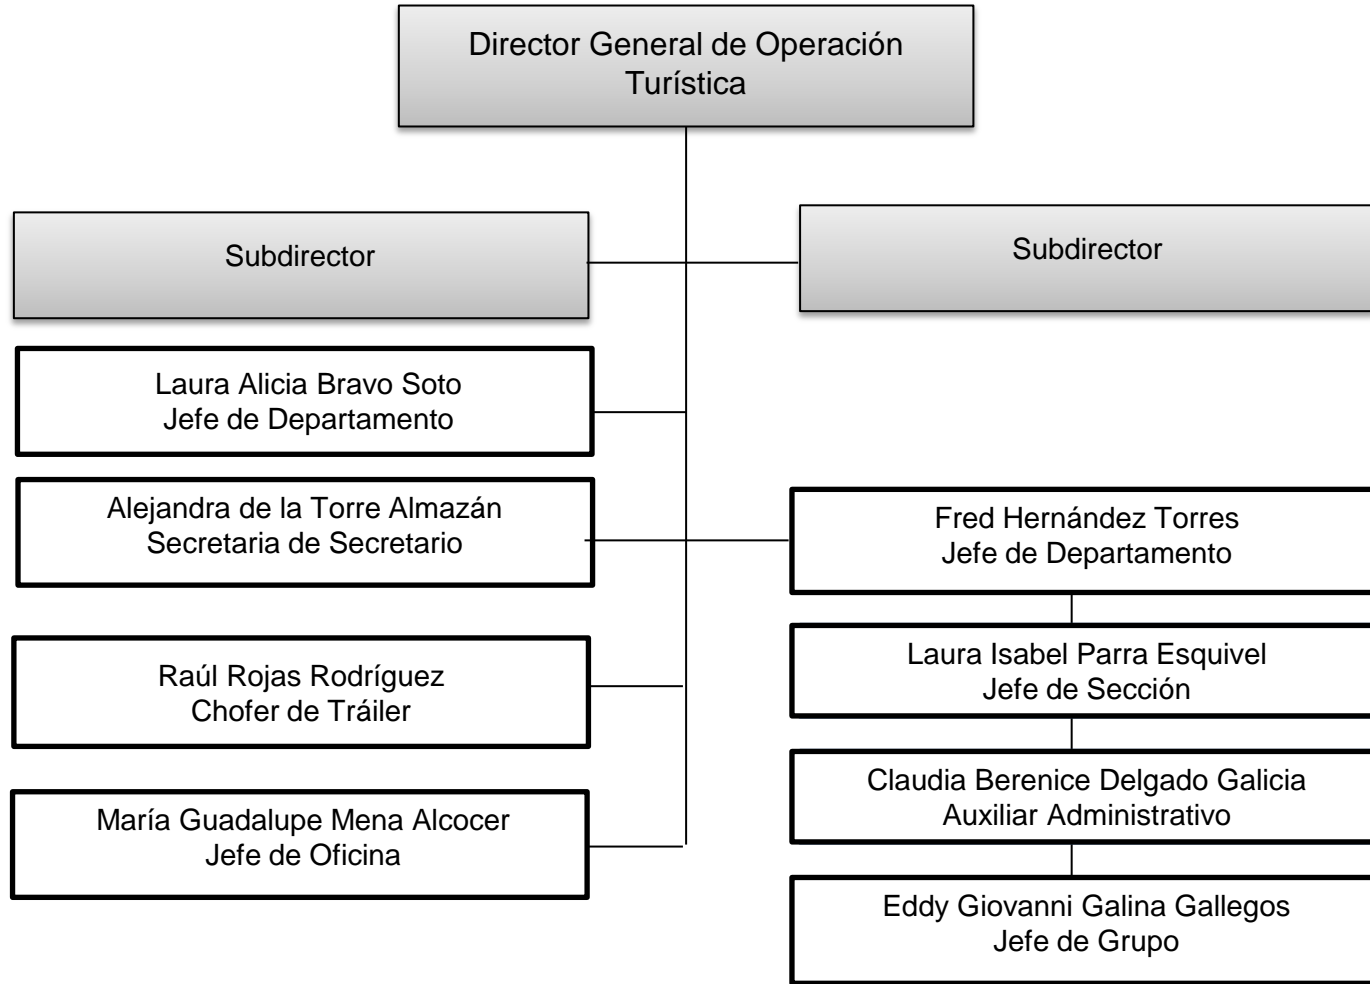 Director General de Operación
Turística
Subdirector
Subdirector
Laura Alicia Bravo Soto
Jefe de Departamento
Alejandra de la Torre Almazán
Secretaria de Secretario
Raúl Rojas Rodríguez
Chofer de Tráiler
María Guadalupe Mena Alcocer
Jefe de Oficina
Fred Hernández Torres
Jefe de Departamento
Laura Isabel Parra Esquivel
Jefe de Sección
Claudia Berenice Delgado Galicia
Auxiliar Administrativo
Eddy Giovanni Galina Gallegos
Jefe de Grupo